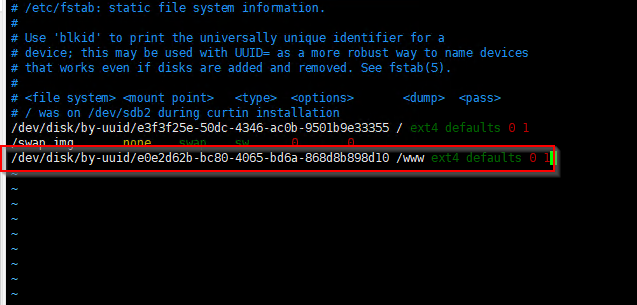 # /etc/fstab: static file system information.
#
# Use 'blkid' to print the universally unique identifier for a
# device; this may be used with UUID= as a more robust way to name devices
# that works even if disks are added and removed. See fstab(5).
#
# <file system> <mount point>   <type>  <options>       <dump>  <pass>
# / was on /dev/sdb2 during curtin installation
/dev/disk/by-uuid/e3f3f25e-50dc-4346-ac0b-9501b9e33355 / ext4 defaults 0 1
/swap.img       none    swap    sw      0       0
/dev/disk/by-uuid/e0e2d62b-bc80-4065-bd6a-868d8b898d10 /www ext4 defaults 0 1
~
~
~
~
~
~
~
~
~